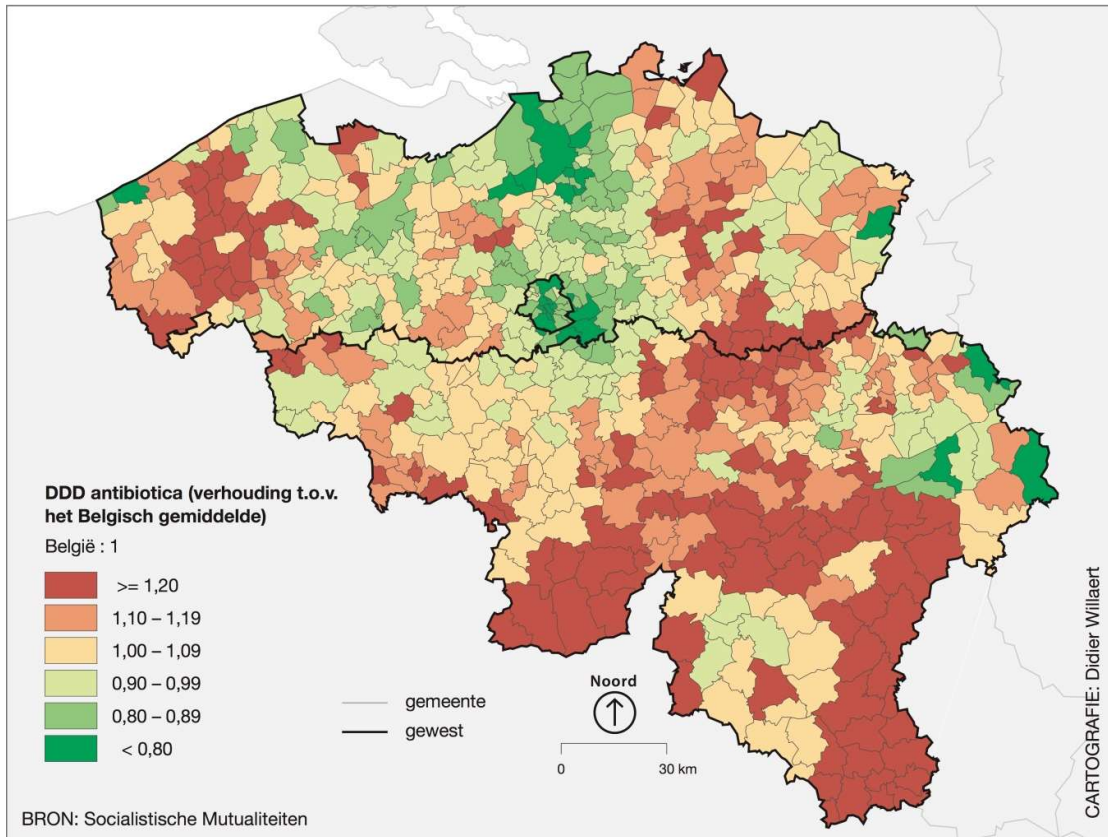 DDD antibiotica (verhouding t.o.v.
het Belgisch gemiddelde)
België : 1
>= 1,20
1,10 – 1,19
1,00 – 1,09
0,90 – 0,99
0,80 – 0,89
< 0,80
gemeente
gewest
Noord
0 30 km
BRON: Socialistische Mutualiteiten
CARTOGRAFIE: Didier Willaert